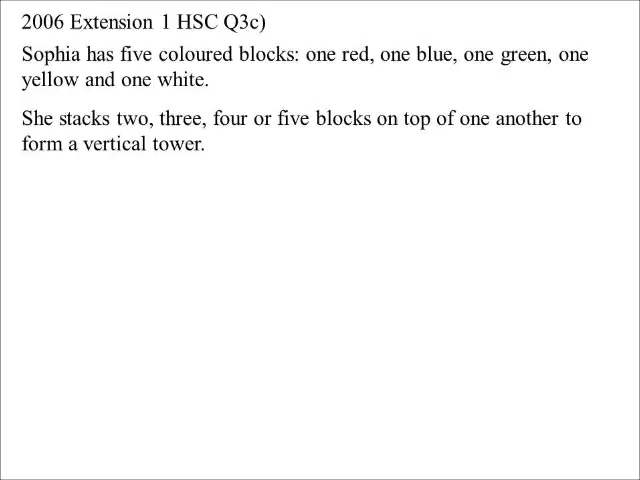 2006 Extension 1 HSC Q3c)
Sophia has five coloured blocks: one red, one blue, one green, one
yellow and one white.
She stacks two, three, four or five blocks on top of one another to
form a vertical tower.